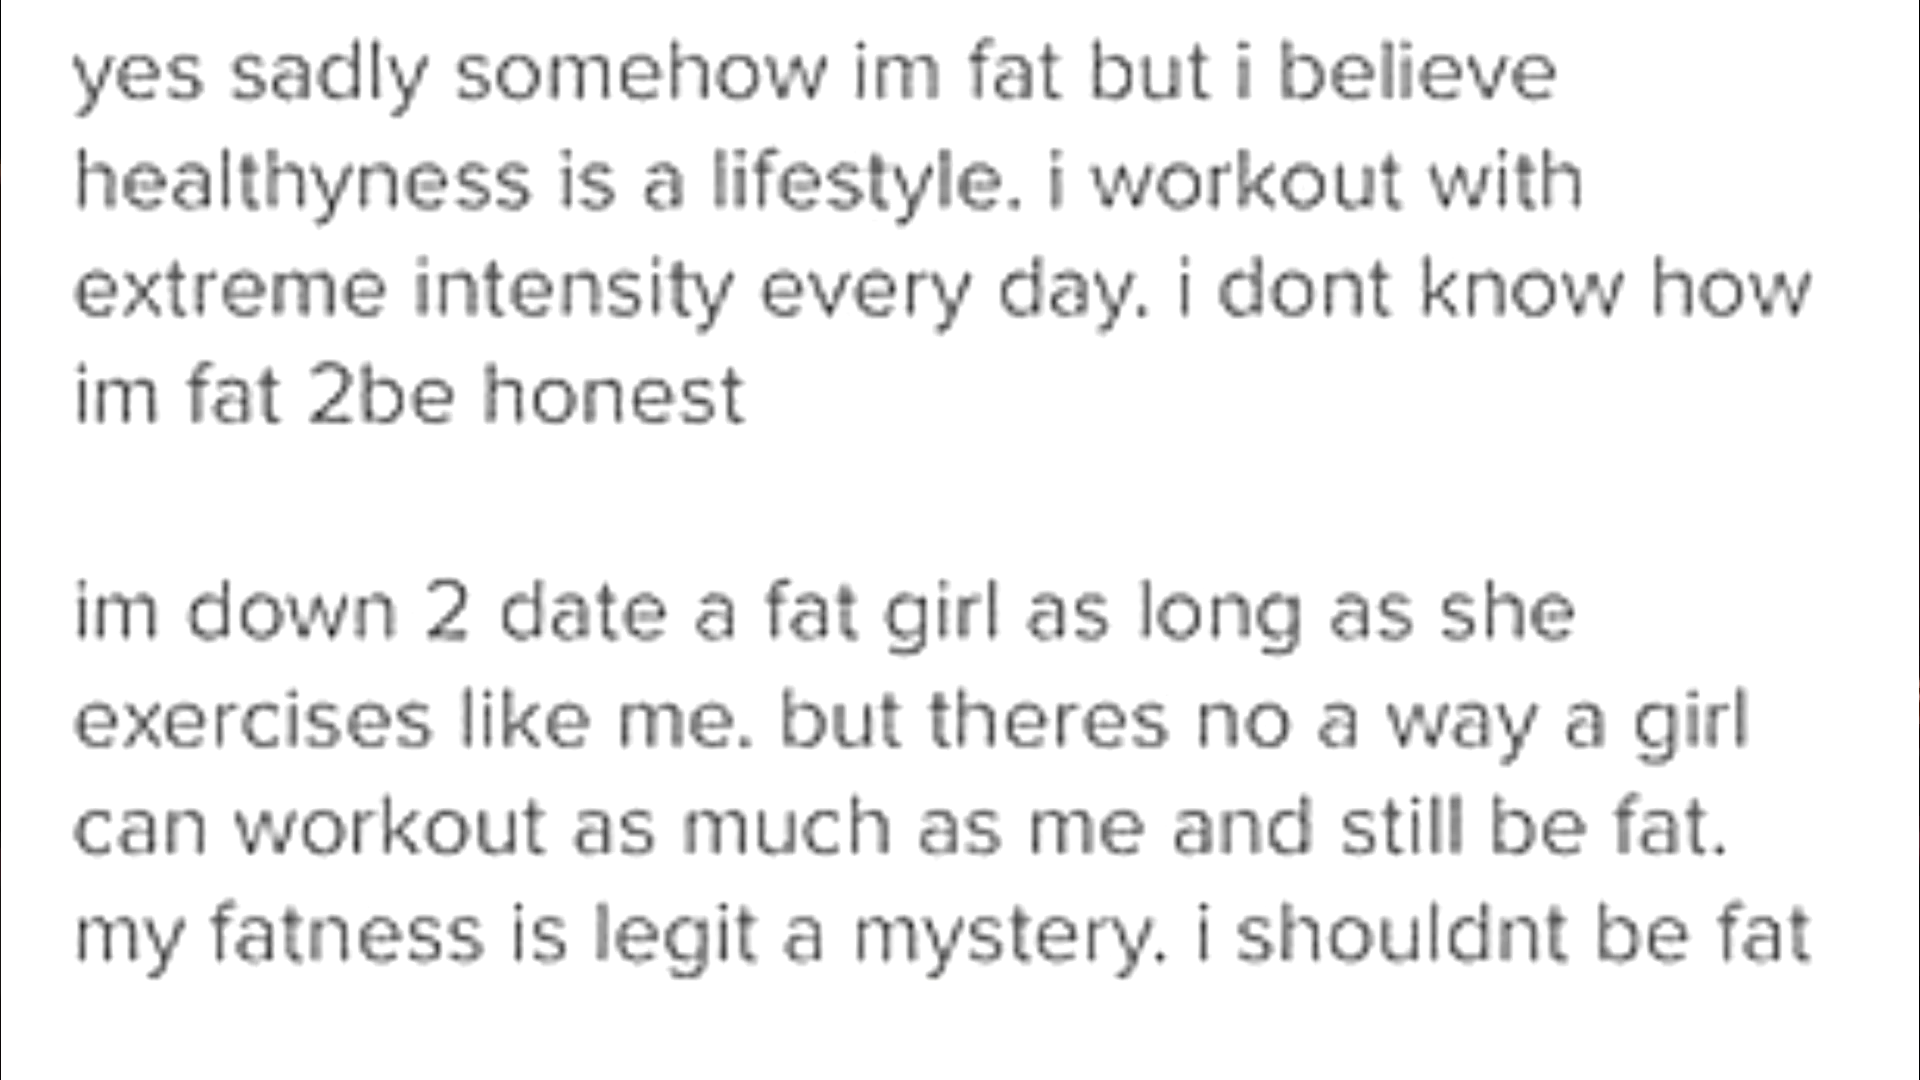 yes sadly somehow im fat but i believe
healthyness is a lifestyle. i workout with
extreme intensity every day. i dont know how
im fat 2be honest
im down 2 date a fat girl as long as she
exercises like me. but theres no a way a girl
can workout as much as me and still be fat.
my fatness is legit a mystery. i shouldnt be fat